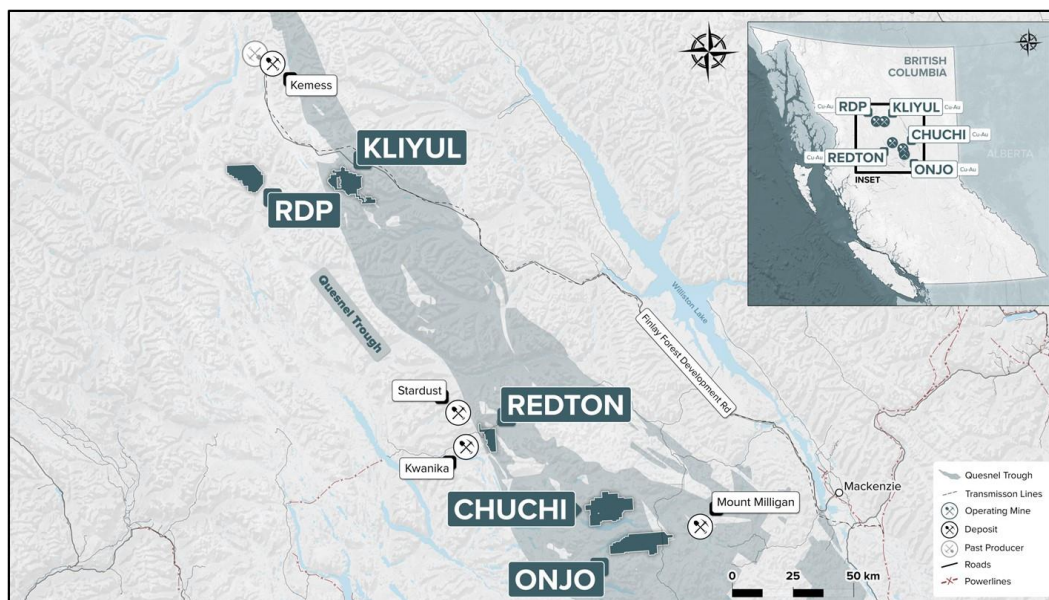 Kemess
KLIYUL
RDP
Quesnel Trough
Williston Lake
Finlay Forest Development Rd
Stardust
REDTON
Kwanika
CHUCHI
Mount Milligan
Mackenzie
ONJO
0 25 50 km
BRITISH
COLUMBIA
ALBERTA
Cu-Au RDP KLIYUL Cu-Au
CHUCHI Cu-Au
Cu-Au REDTON
ONJO Cu-Au
INSET
Quesnel Trough
Transmisson Lines
Operating Mine
Deposit
Past Producer
Roads
Powerlines